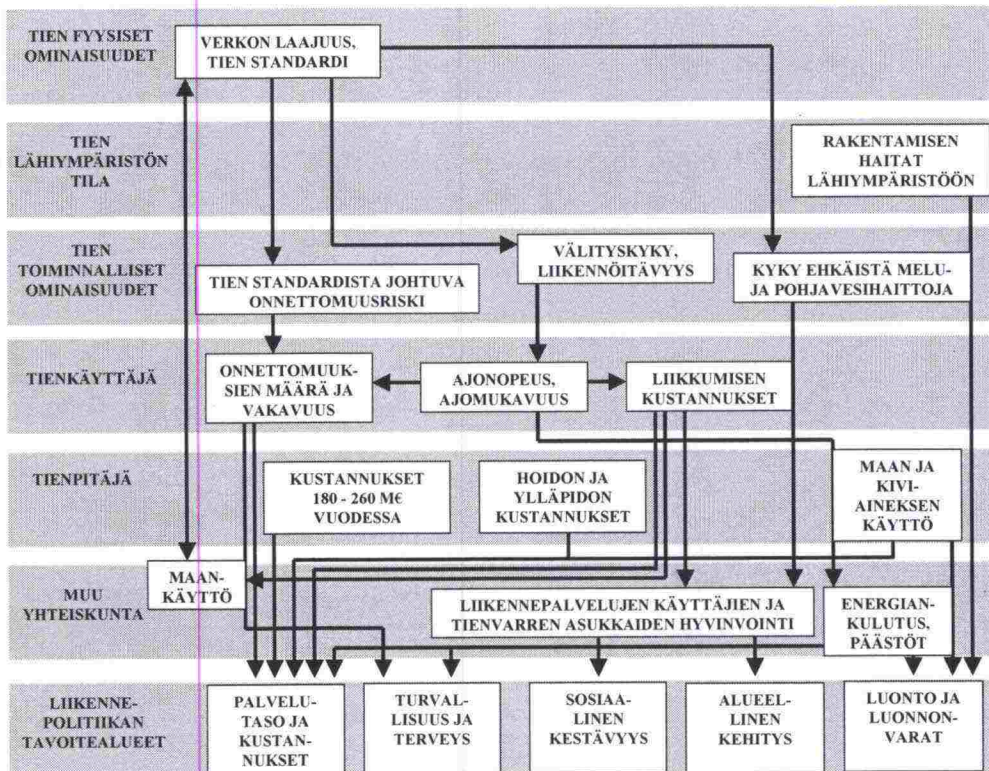 TIEN FYYSISET
OMINAISUUDET
VERKON LAAJUUS,
TIEN STANDARDI
TIEN
LÄHIYMPÄRISTÖN
TILA
RAKENTAMISEN
HAITAT
LÄHIYMPÄRISTÖÖN
TIEN
TOIMINNALLISET
OMINAISUUDET
TIEN STANDARDISTA JOHTUVA
ONNETTOMUUSRISKI
VÄLITYSKYKY,
LIIKENNÖITÄVYYS
KYKY EHKÄISTÄ MELU-
JA POHJAVESIHAITTOJA
TIENKÄYTTÄJÄ
ONNETTOMUUK-
SIEN MÄÄRÄ JA
VAKAVUUS
AJONOPEUS,
AJOMUKAVUUS
LIIKKUMISEN
KUSTANNUKSET
TIENPITÄJÄ
KUSTANNUKSET
180 - 260 M€
VUODESSA
HOIDON JA
YLLÄPIDON
KUSTANNUKSET
MAAN JA
KIVI-
AINEKSEN
KÄYTTÖ
MUU
YHTEISKUNTA
MAAN-
KÄYTTÖ
LIIKENNEPALVELUJEN KÄYTTÄJIEN JA
TIENVARREN ASUKKAIDEN HYVINVOINTI
ENERGIAN-
KULUTUS,
PÄÄSTÖT
LIIKENNE-
POLITIIKAN
TAVOITEALUEET
PALVELU-
TASO JA
KUSTAN-
NUKSET
TURVAL-
LISUUS JA
TERVEYS
SOSIAA-
LINEN
KESTÄVYYS
ALUEEL-
LINEN
KEHITYS
LUONTO JA
LUONNON-
VARAT